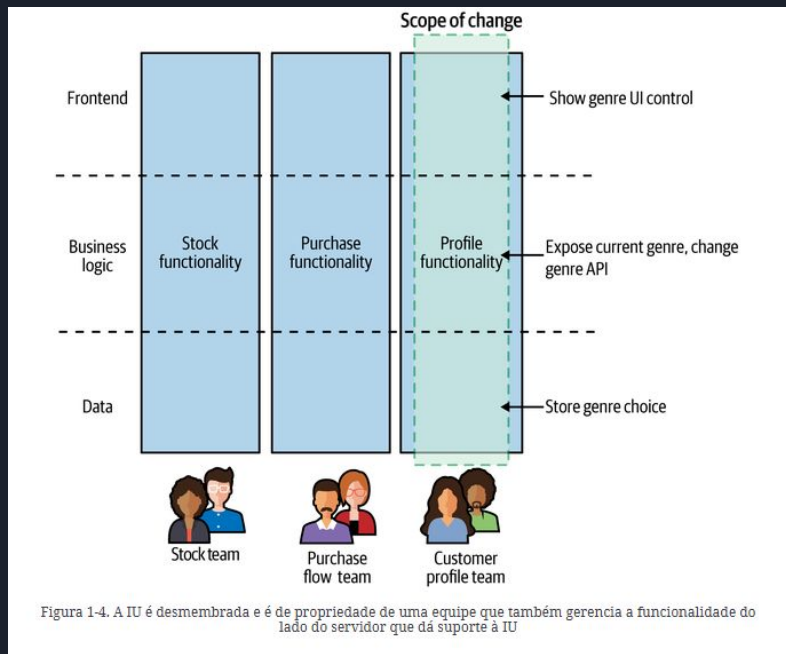 Scope of change
Frontend
Show genre UI control
Business
logic
Stock
functionality
Purchase
functionality
Profile
functionality
Expose current genre, change
genre API
Data
Store genre choice
Stock team
Purchase
flow team
Customer
profile team
Figura 1-4. A IU é desmembrada e é de propriedade de uma equipe que também gerencia a funcionalidade do
lado do servidor que dá suporte à IU